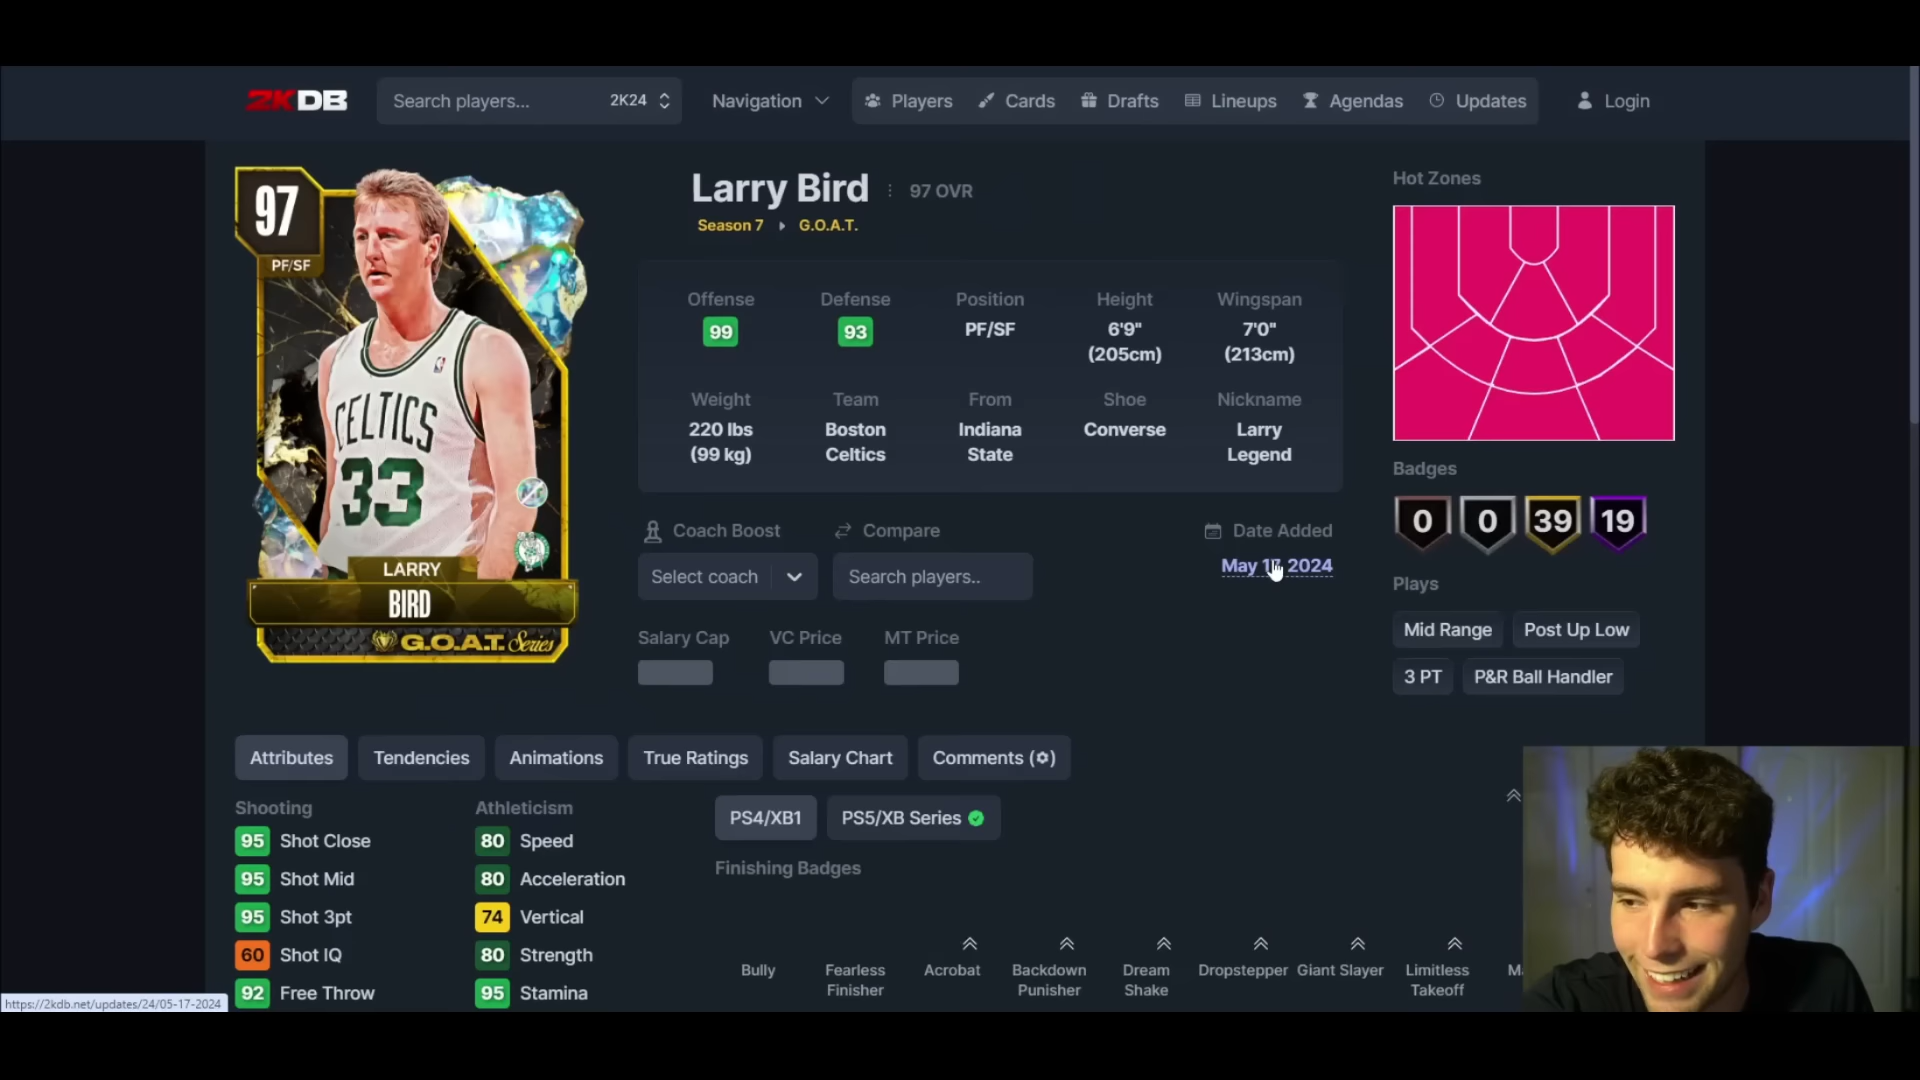 2KDB
Search players...
2K24
Navigation
Players
Cards
Drafts
Lineups
Agendas
Updates
Login
97
PF/SF
CELTICS
33
LARRY
BIRD
G.O.A.T. Series
Larry Bird
97 OVR
Season 7
G.O.A.T.
Offense
Defense
Position
Height
Wingspan
99
93
PF/SF
6'9"
7'0"
(205cm)
(213cm)
Weight
Team
From
Shoe
Nickname
220 lbs
Boston
Indiana
Converse
Larry
(99 kg)
Celtics
State
Legend
Coach Boost
Compare
Date Added
Select coach
Search players..
May 17, 2024
Salary Cap
VC Price
MT Price
Hot Zones
Badges
0
0
39
19
Plays
Mid Range
Post Up Low
3 PT
P&R Ball Handler
Attributes
Tendencies
Animations
True Ratings
Salary Chart
Comments
Shooting
95 Shot Close
95 Shot Mid
95 Shot 3pt
60 Shot IQ
92 Free Throw
Athleticism
80 Speed
80 Acceleration
74 Vertical
80 Strength
95 Stamina
PS4/XB1
PS5/XB Series
Finishing Badges
Bully
Fearless
Finisher
Acrobat
Backdown
Punisher
Dream
Shake
Dropstepper
Giant Slayer
Limitless
Takeoff
https://2kdb.net/updates/24/05-17-2024